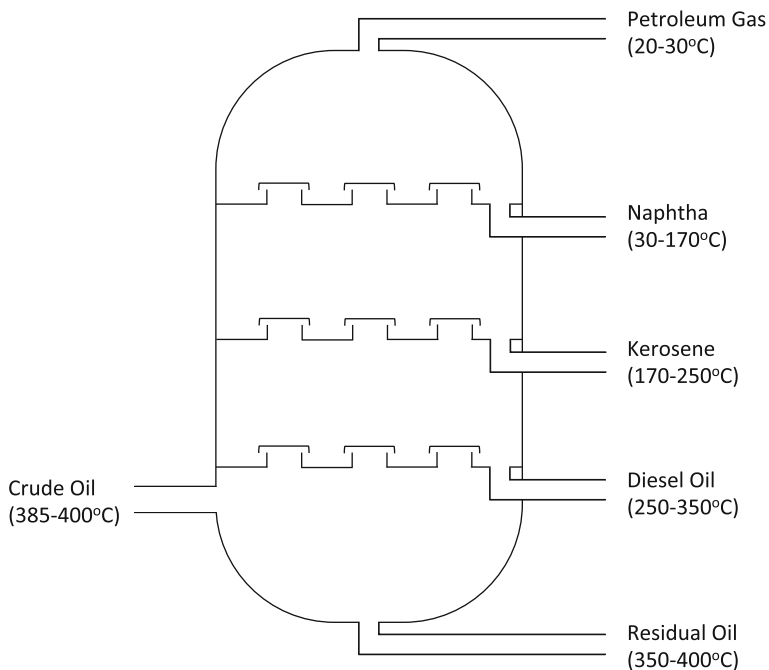 Petroleum Gas
(20-30°C)
Naphtha
(30-170°C)
Kerosene
(170-250°C)
Crude Oil
(385-400°C)
Diesel Oil
(250-350°C)
Residual Oil
(350-400°C)